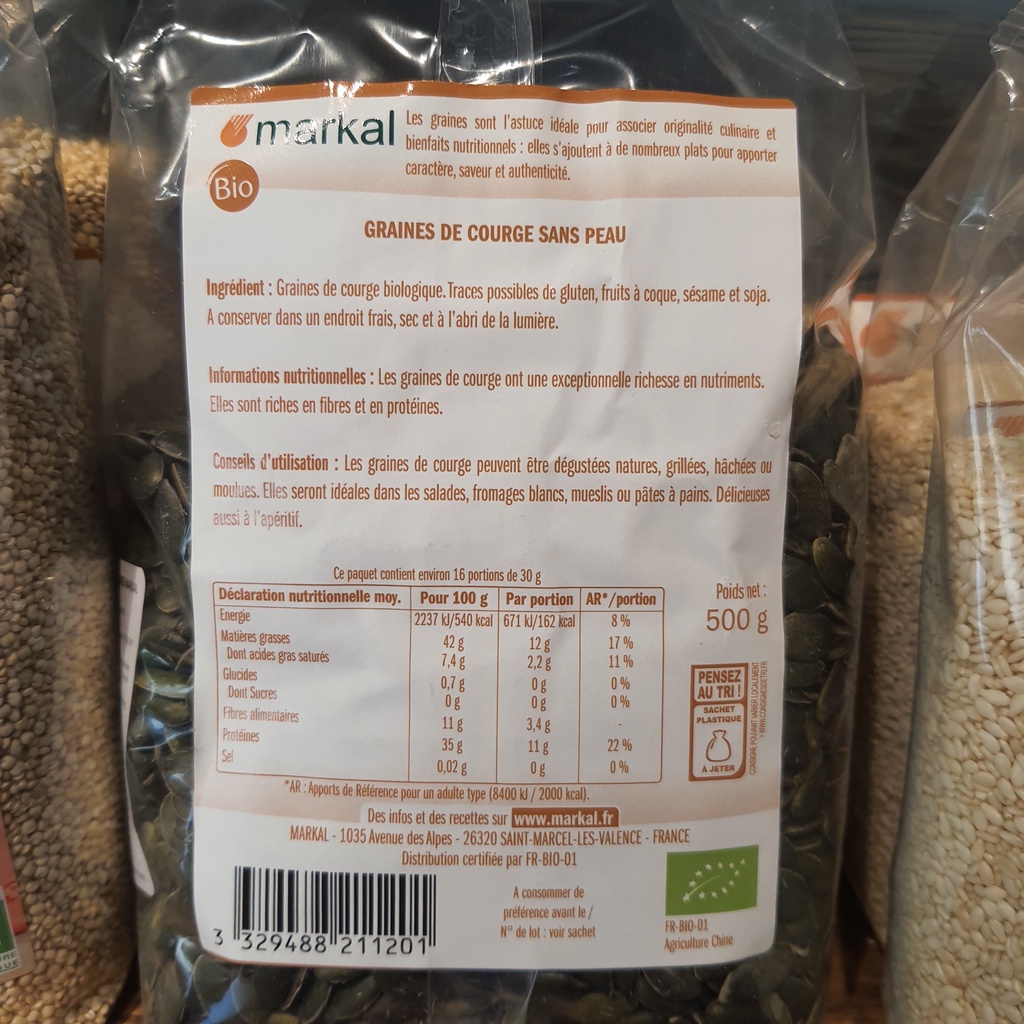 markal
Les graines sont l'astuce idéale pour associer originalité culinaire et
bienfaits nutritionnels : elles s'ajoutent à de nombreux plats pour apporter
caractère, saveur et authenticité.
Bio
GRAINES DE COURGE SANS PEAU
Ingrédient : Graines de courge biologique. Traces possibles de gluten, fruits à coque, sésame et soja.
A conserver dans un endroit frais, sec et à l'abri de la lumière.
Informations nutritionnelles : Les graines de courge ont une exceptionnelle richesse en nutriments.
Elles sont riches en fibres et en protéines.
Conseils d'utilisation : Les graines de courge peuvent être dégustées natures, grillées, hâchées ou
moulues. Elles seront idéales dans les salades, fromages blancs, mueslis ou pâtes à pains. Délicieuses
aussi à l'apéritif.
Ce paquet contient environ 16 portions de 30 g
Déclaration nutritionnelle moy. Pour 100 g Par portion AR*/portion
Energie 2237 kJ/540 kcal 671 kJ/162 kcal 8 %
Matières grasses 42 g 12 g 17 %
Dont acides gras saturés 7,4 g 2,2 g 11 %
Glucides 0,7 g 0 g 0 %
Dont Sucres 0 g 0 g 0 %
Fibres alimentaires 11 g 3,4 g -
Protéines 35 g 11 g 22 %
Sel 0,02 g 0 g 0 %
*AR : Apports de Référence pour un adulte type (8400 kJ / 2000 kcal).
Poids net :
500 g
PENSEZ
AU TRI !
SACHET
PLASTIQUE
À JETER
CONSIGNE POUVANT VARIER LOCALEMENT
> WWW.CONSIGNESDETRI.FR
Des infos et des recettes sur www.markal.fr
MARKAL - 1035 Avenue des Alpes - 26320 SAINT-MARCEL-LES-VALENCE - FRANCE
Distribution certifiée par FR-BIO-01
A consommer de
préférence avant le /
N° de lot : voir sachet
3 329488 211201
FR-BIO-01
Agriculture Chine